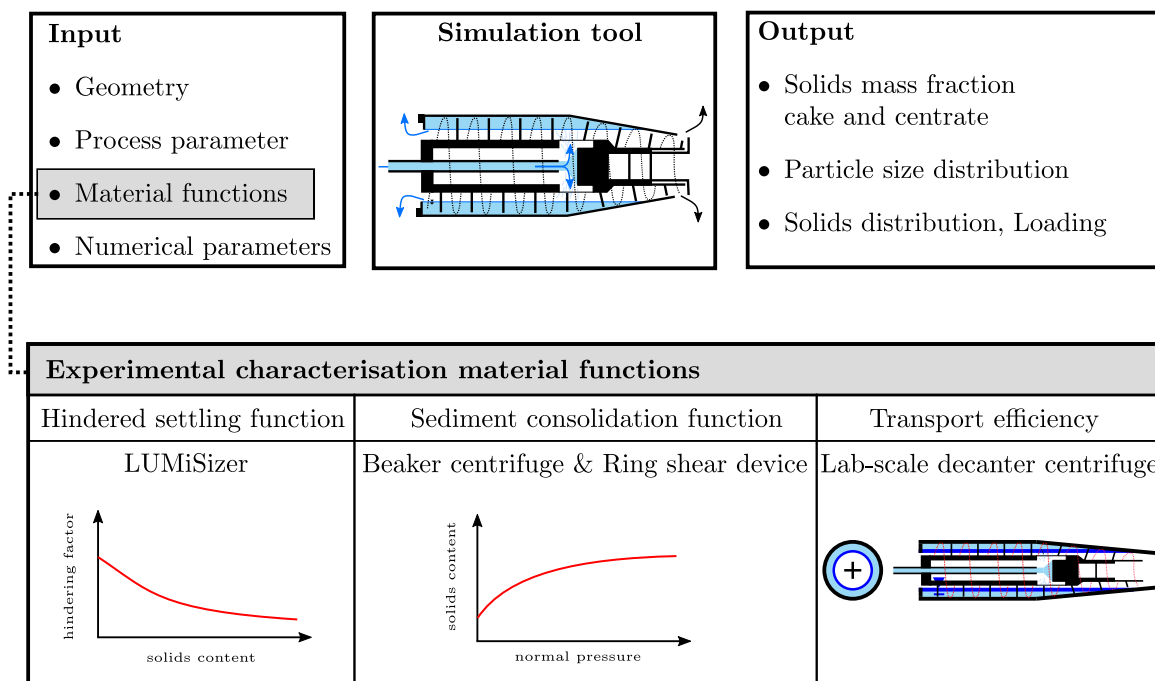 Input
• Geometry
• Process parameter
• Material functions
• Numerical parameters
Simulation tool
Output
• Solids mass fraction
cake and centrate
• Particle size distribution
• Solids distribution, Loading
Experimental characterisation material functions
Hindered settling function
Sediment consolidation function
Transport efficiency
LUMiSizer
Beaker centrifuge & Ring shear device
Lab-scale decanter centrifuge
hindering factor
solids content
solids content
normal pressure